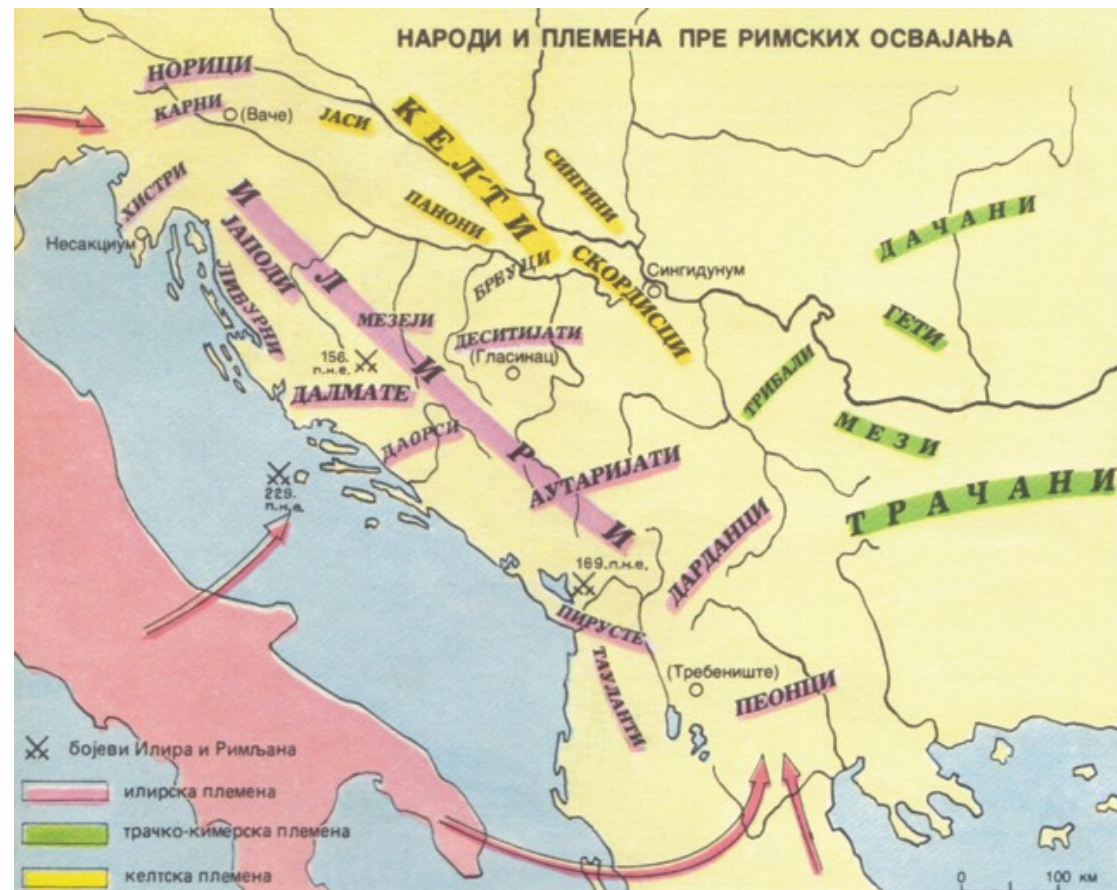 НАРОДИ И ПЛЕМЕНА ПРЕ РИМСКИХ ОСВАЈАЊА
НОРИЦИ
КАРНИ
(Ваче)
ЈАСИ
КЕЛТИ
СИНГИНИ
ХИСТРИ
Несакциум
ИЛИРИ
ЈАПОДИ
ЛИБУРНИ
ПАНОНИ
БРЕУЦИ
СКОРДИСЦИ
Сингидунум
ДАЧАНИ
ГЕТИ
МЕЗЕЈИ
ДЕСИТИЈАТИ
(Гласинац)
156.
п.н.е.
ДАЛМАТЕ
ТРИБАЛИ
МЕЗИ
ДАОРСИ
АУТАРИЈАТИ
ТРАЧАНИ
229.
п.н.е.
169.п.н.е.
ДАРДАНЦИ
ПИРУСТЕ
ТАУЛАНТИ
(Требениште)
ПЕОНЦИ
бојеви Илира и Римљана
илирска племена
трачко-кимерска племена
келтска племена
0 100 км